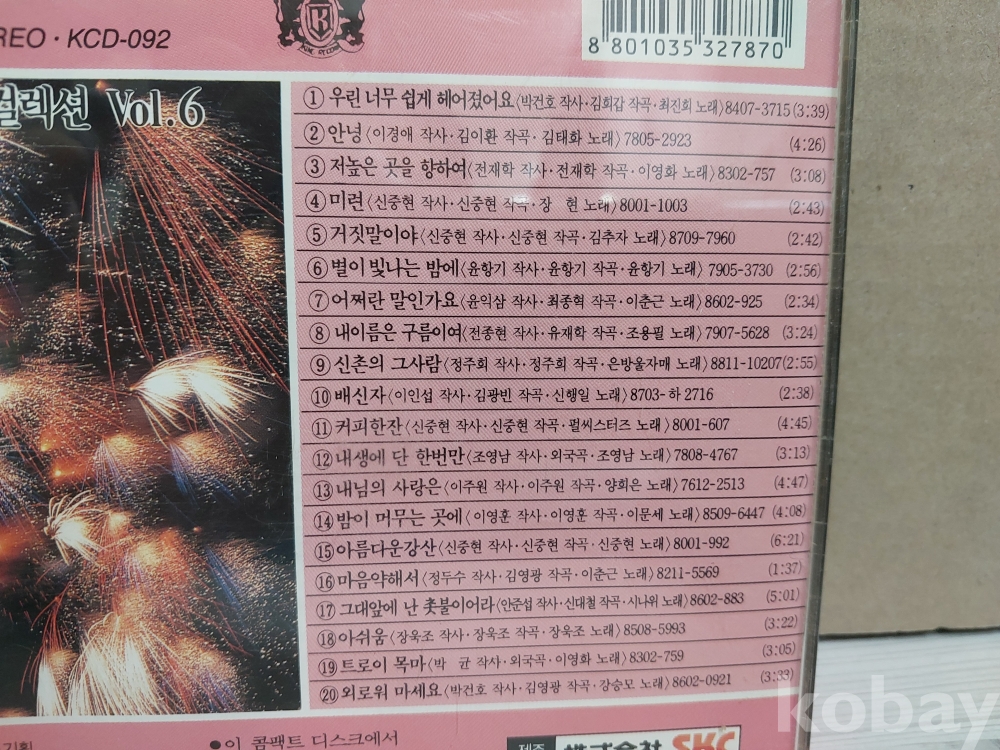 REO · KCD-092
8 801035 327870
컬렉션 Vol.6
① 우린 너무 쉽게 헤어졌어요〈박건호 작사·김희갑 작곡·최진희 노래〉8407-3715 (3:39)
② 안녕〈이경애 작사·김이환 작곡·김태화 노래〉7805-2923 (4:26)
③ 저높은 곳을 향하여〈전재학 작사·전재학 작곡·이영화 노래〉8302-757 (3:08)
④ 미련〈신중현 작사·신중현 작곡·장 현 노래〉8001-1003 (2:43)
⑤ 거짓말이야〈신중현 작사·신중현 작곡·김추자 노래〉8709-7960 (2:42)
⑥ 별이 빛나는 밤에〈윤항기 작사·윤항기 작곡·윤항기 노래〉7905-3730 (2:56)
⑦ 어쩌란 말인가요〈윤익삼 작사·최종혁 작곡·이춘근 노래〉8602-925 (2:34)
⑧ 내이름은 구름이여〈전종현 작사·유재학 작곡·조용필 노래〉7907-5628 (3:24)
⑨ 신촌의 그사람〈정주희 작사·정주희 작곡·은방울자매 노래〉8811-10207 (2:55)
⑩ 배신자〈이인섭 작사·김광빈 작곡·신행일 노래〉8703-하 2716 (2:38)
⑪ 커피한잔〈신중현 작사·신중현 작곡·펄씨스터즈 노래〉8001-607 (4:45)
⑫ 내생에 단 한번만〈조영남 작사·외국곡·조영남 노래〉7808-4767 (3:13)
⑬ 내님의 사랑은〈이주원 작사·이주원 작곡·양희은 노래〉7612-2513 (4:47)
⑭ 밤이 머무는 곳에〈이영훈 작사·이영훈 작곡·이문세 노래〉8509-6447 (4:08)
⑮ 아름다운강산〈신중현 작사·신중현 작곡·신중현 노래〉8001-992 (6:21)
⑯ 마음약해서〈정두수 작사·김영광 작곡·이춘근 노래〉8211-5569 (1:37)
⑰ 그대앞에 난 촛불이어라〈안준섭 작사·신대철 작곡·시나위 노래〉8602-883 (5:01)
⑱ 아쉬움〈장욱조 작사·장욱조 작곡·장욱조 노래〉8508-5993 (3:22)
⑲ 트로이 목마〈박 균 작사·외국곡·이영화 노래〉8302-759 (3:05)
⑳ 외로워 마세요〈박건호 작사·김영광 작곡·강승모 노래〉8602-0921 (3:33)
기획
●이 콤팩트 디스크에서
제조 株式会社 SKC
kobay